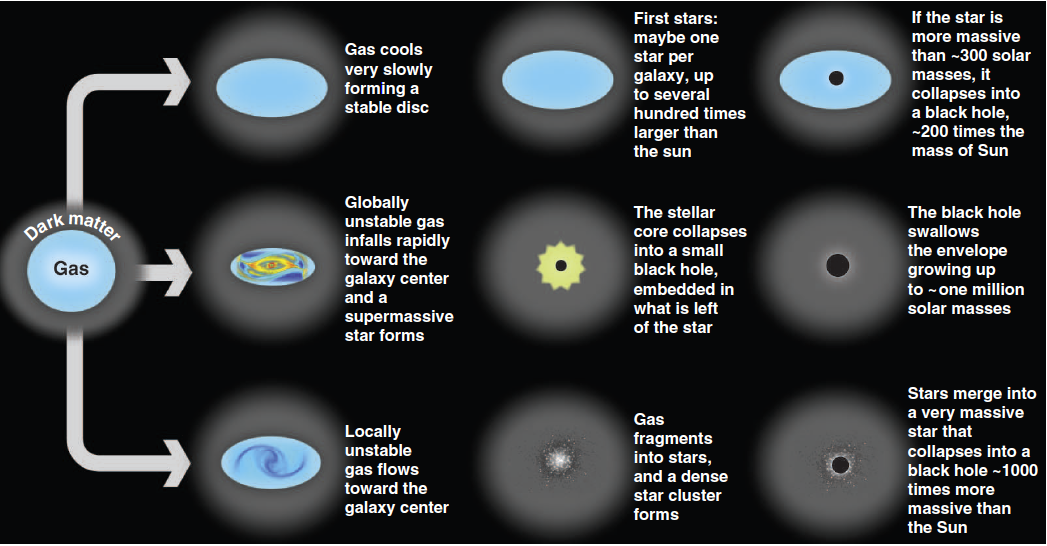 Dark matter
Gas
Gas cools
very slowly
forming a
stable disc
First stars:
maybe one
star per
galaxy, up
to several
hundred times
larger than
the sun
If the star is
more massive
than ~300 solar
masses, it
collapses into
a black hole,
~200 times the
mass of Sun
Globally
unstable gas
infalls rapidly
toward the
galaxy center
and a
supermassive
star forms
The stellar
core collapses
into a small
black hole,
embedded in
what is left
of the star
The black hole
swallows
the envelope
growing up
to ~one million
solar masses
Locally
unstable
gas flows
toward the
galaxy center
Gas
fragments
into stars,
and a dense
star cluster
forms
Stars merge into
a very massive
star that
collapses into a
black hole ~1000
times more
massive than
the Sun